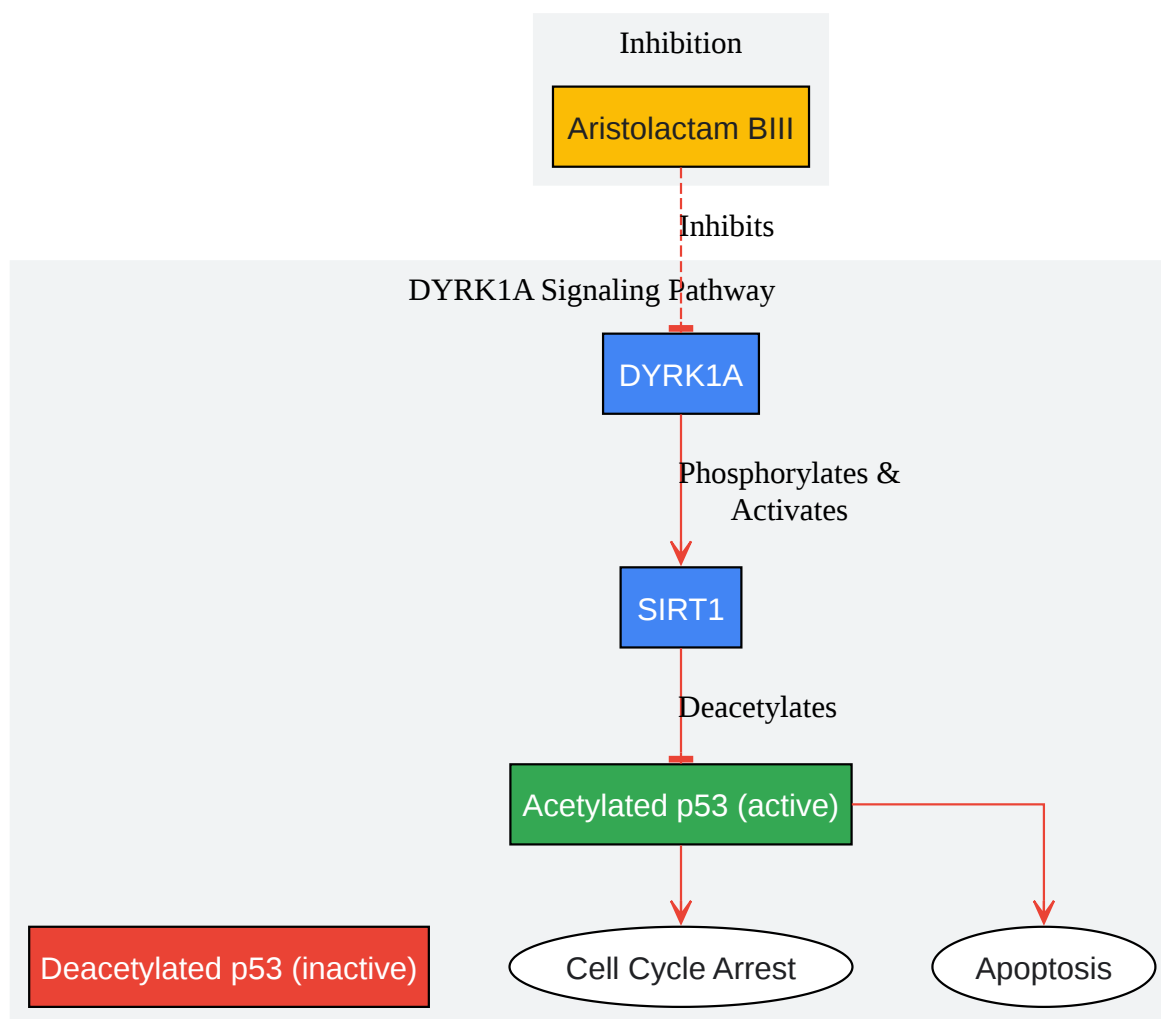 Inhibition
Aristolactam BIII
Inhibits
DYRK1A Signaling Pathway
DYRK1A
Phosphorylates &
Activates
SIRT1
Deacetylates
Acetylated p53 (active)
Deacetylated p53 (inactive)
Cell Cycle Arrest
Apoptosis